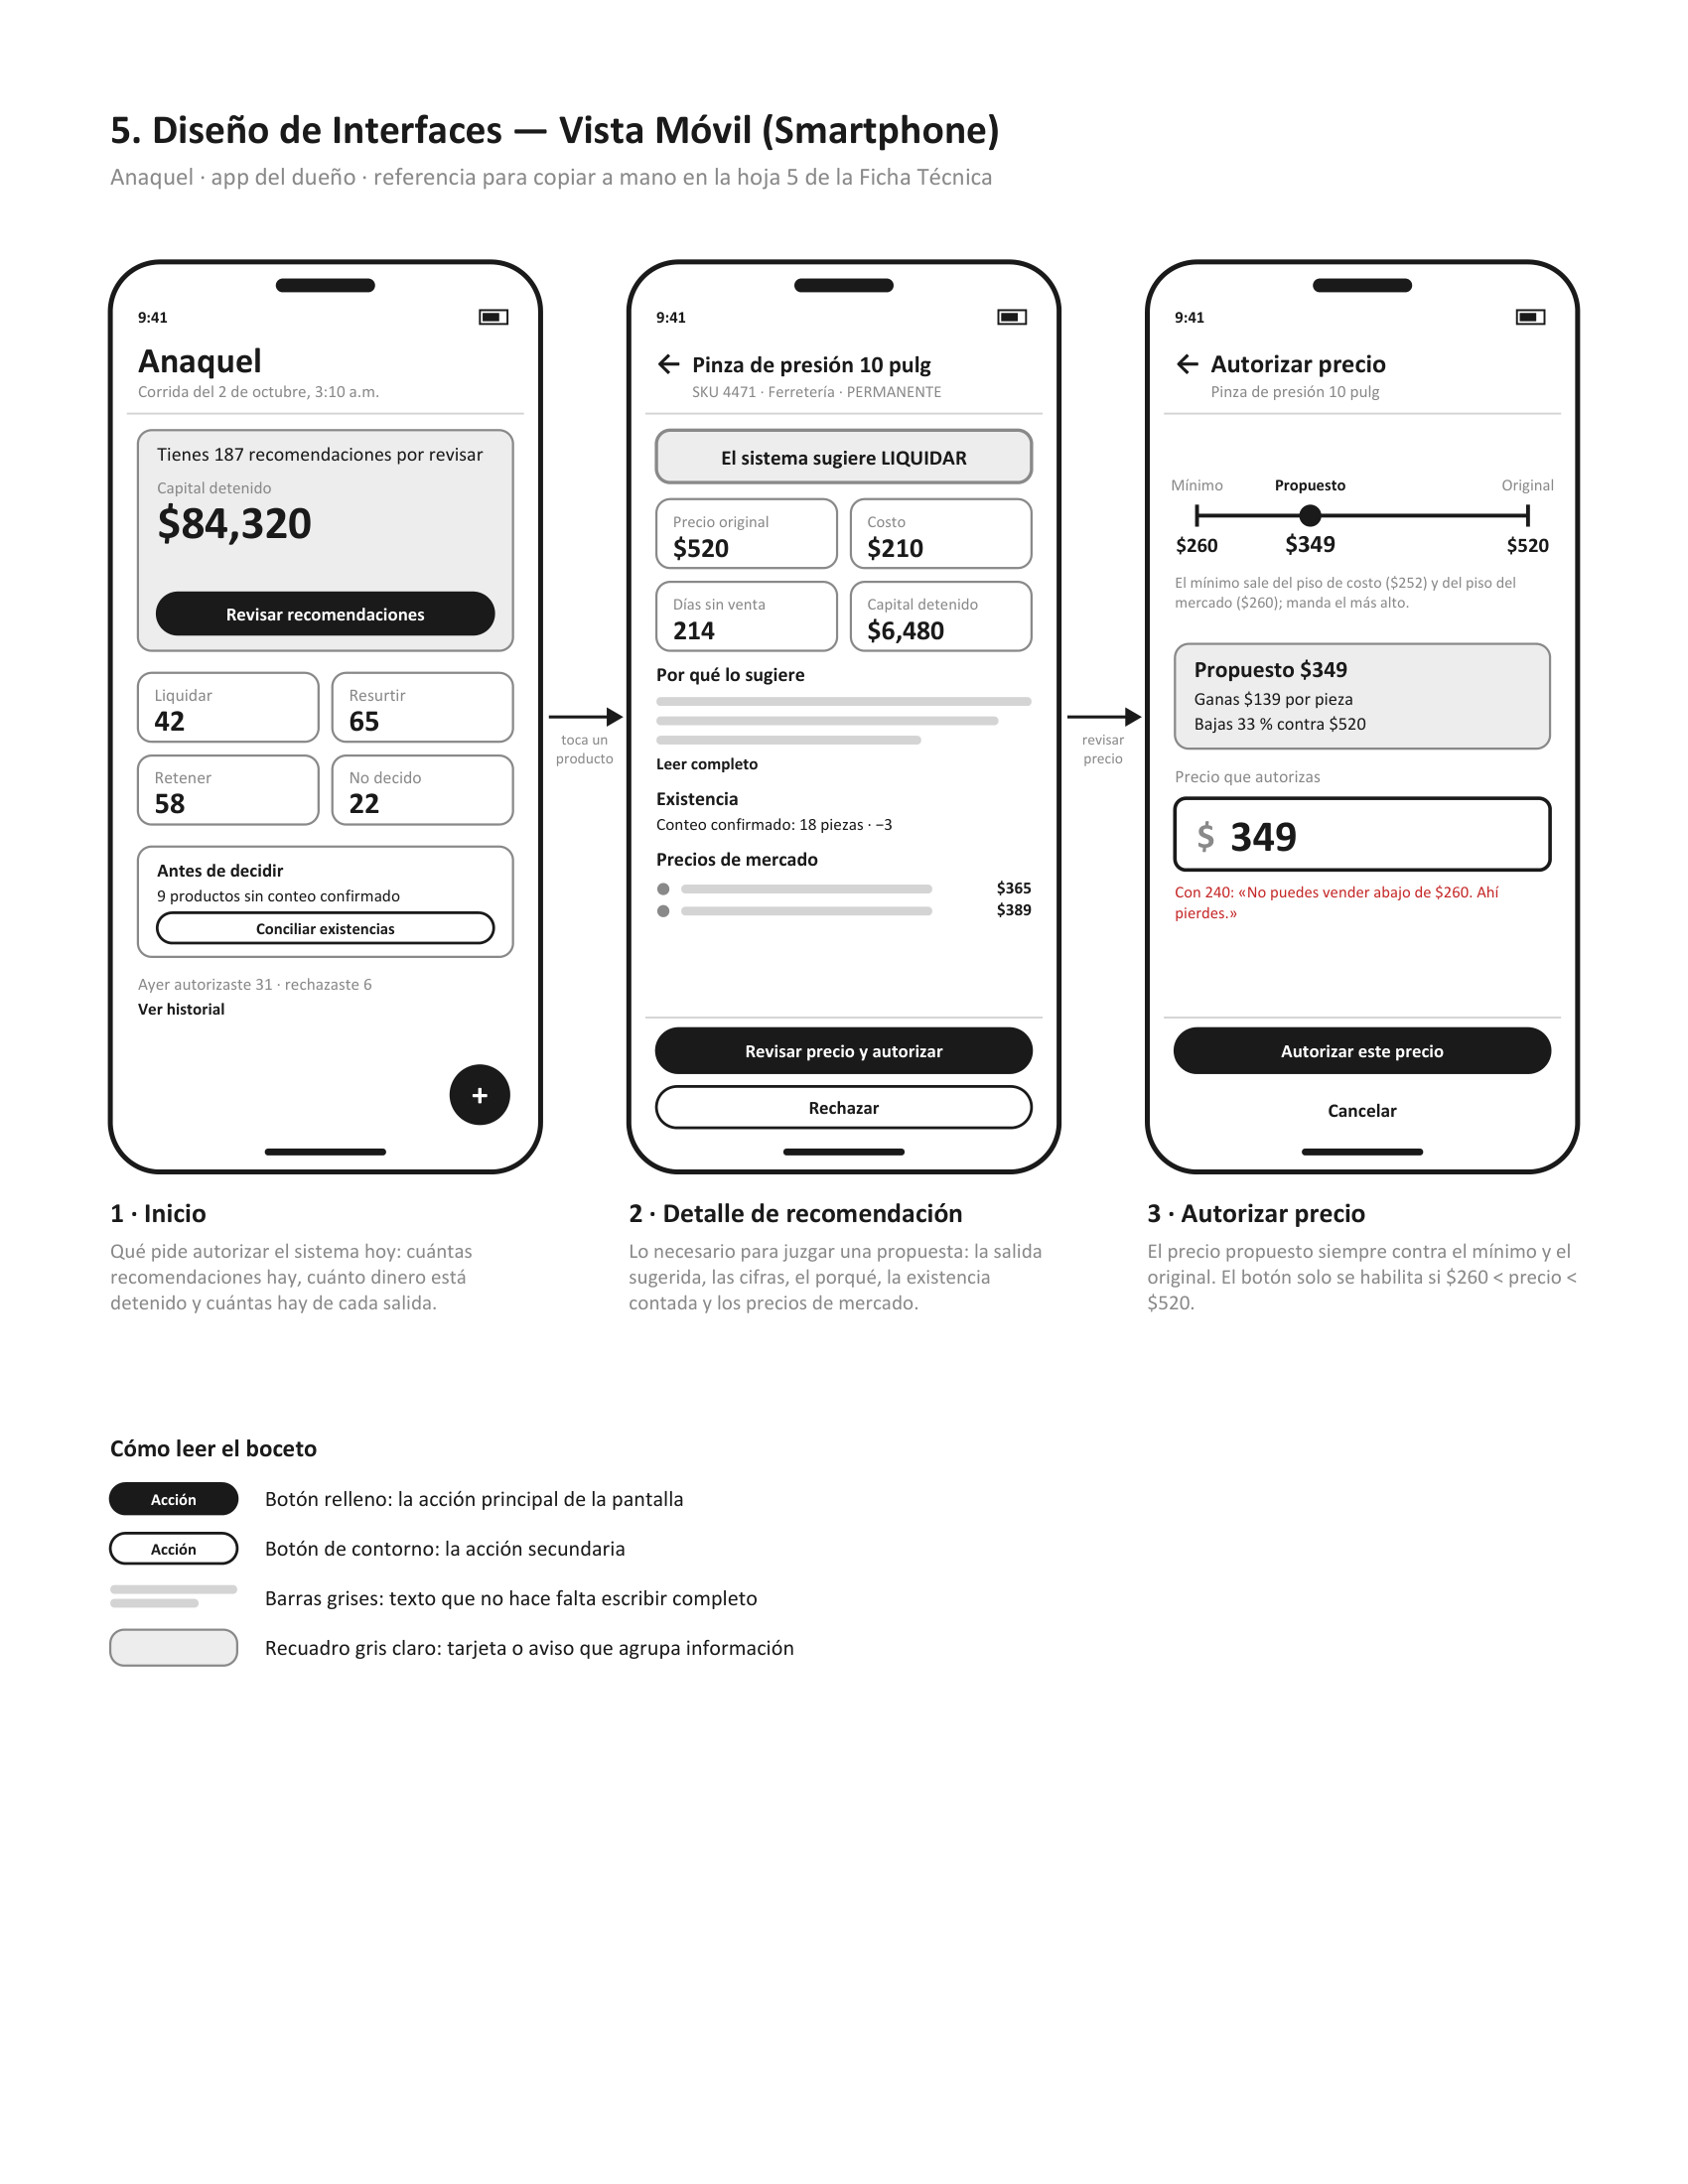 5. Diseño de Interfaces — Vista Móvil (Smartphone)
Anaquel · app del dueño · referencia para copiar a mano en la hoja 5 de la Ficha Técnica
9:41
Anaquel
Corrida del 2 de octubre, 3:10 a.m.
Tienes 187 recomendaciones por revisar
Capital detenido
$84,320
Revisar recomendaciones
Liquidar
42
Resurtir
65
Retener
58
No decido
22
Antes de decidir
9 productos sin conteo confirmado
Conciliar existencias
Ayer autorizaste 31 · rechazaste 6
Ver historial
+
toca un
producto
9:41
← Pinza de presión 10 pulg
SKU 4471 · Ferretería · PERMANENTE
El sistema sugiere LIQUIDAR
Precio original
$520
Costo
$210
Días sin venta
214
Capital detenido
$6,480
Por qué lo sugiere
Leer completo
Existencia
Conteo confirmado: 18 piezas · −3
Precios de mercado
$365
$389
Revisar precio y autorizar
Rechazar
revisar
precio
9:41
← Autorizar precio
Pinza de presión 10 pulg
Mínimo
Propuesto
Original
$260
$349
$520
El mínimo sale del piso de costo ($252) y del piso del
mercado ($260); manda el más alto.
Propuesto $349
Ganas $139 por pieza
Bajas 33 % contra $520
Precio que autorizas
$ 349
Con 240: «No puedes vender abajo de $260. Ahí
pierdes.»
Autorizar este precio
Cancelar
1 · Inicio
Qué pide autorizar el sistema hoy: cuántas
recomendaciones hay, cuánto dinero está
detenido y cuántas hay de cada salida.
2 · Detalle de recomendación
Lo necesario para juzgar una propuesta: la salida
sugerida, las cifras, el porqué, la existencia
contada y los precios de mercado.
3 · Autorizar precio
El precio propuesto siempre contra el mínimo y el
original. El botón solo se habilita si $260 < precio <
$520.
Cómo leer el boceto
Acción
Botón relleno: la acción principal de la pantalla
Acción
Botón de contorno: la acción secundaria
Barras grises: texto que no hace falta escribir completo
Recuadro gris claro: tarjeta o aviso que agrupa información